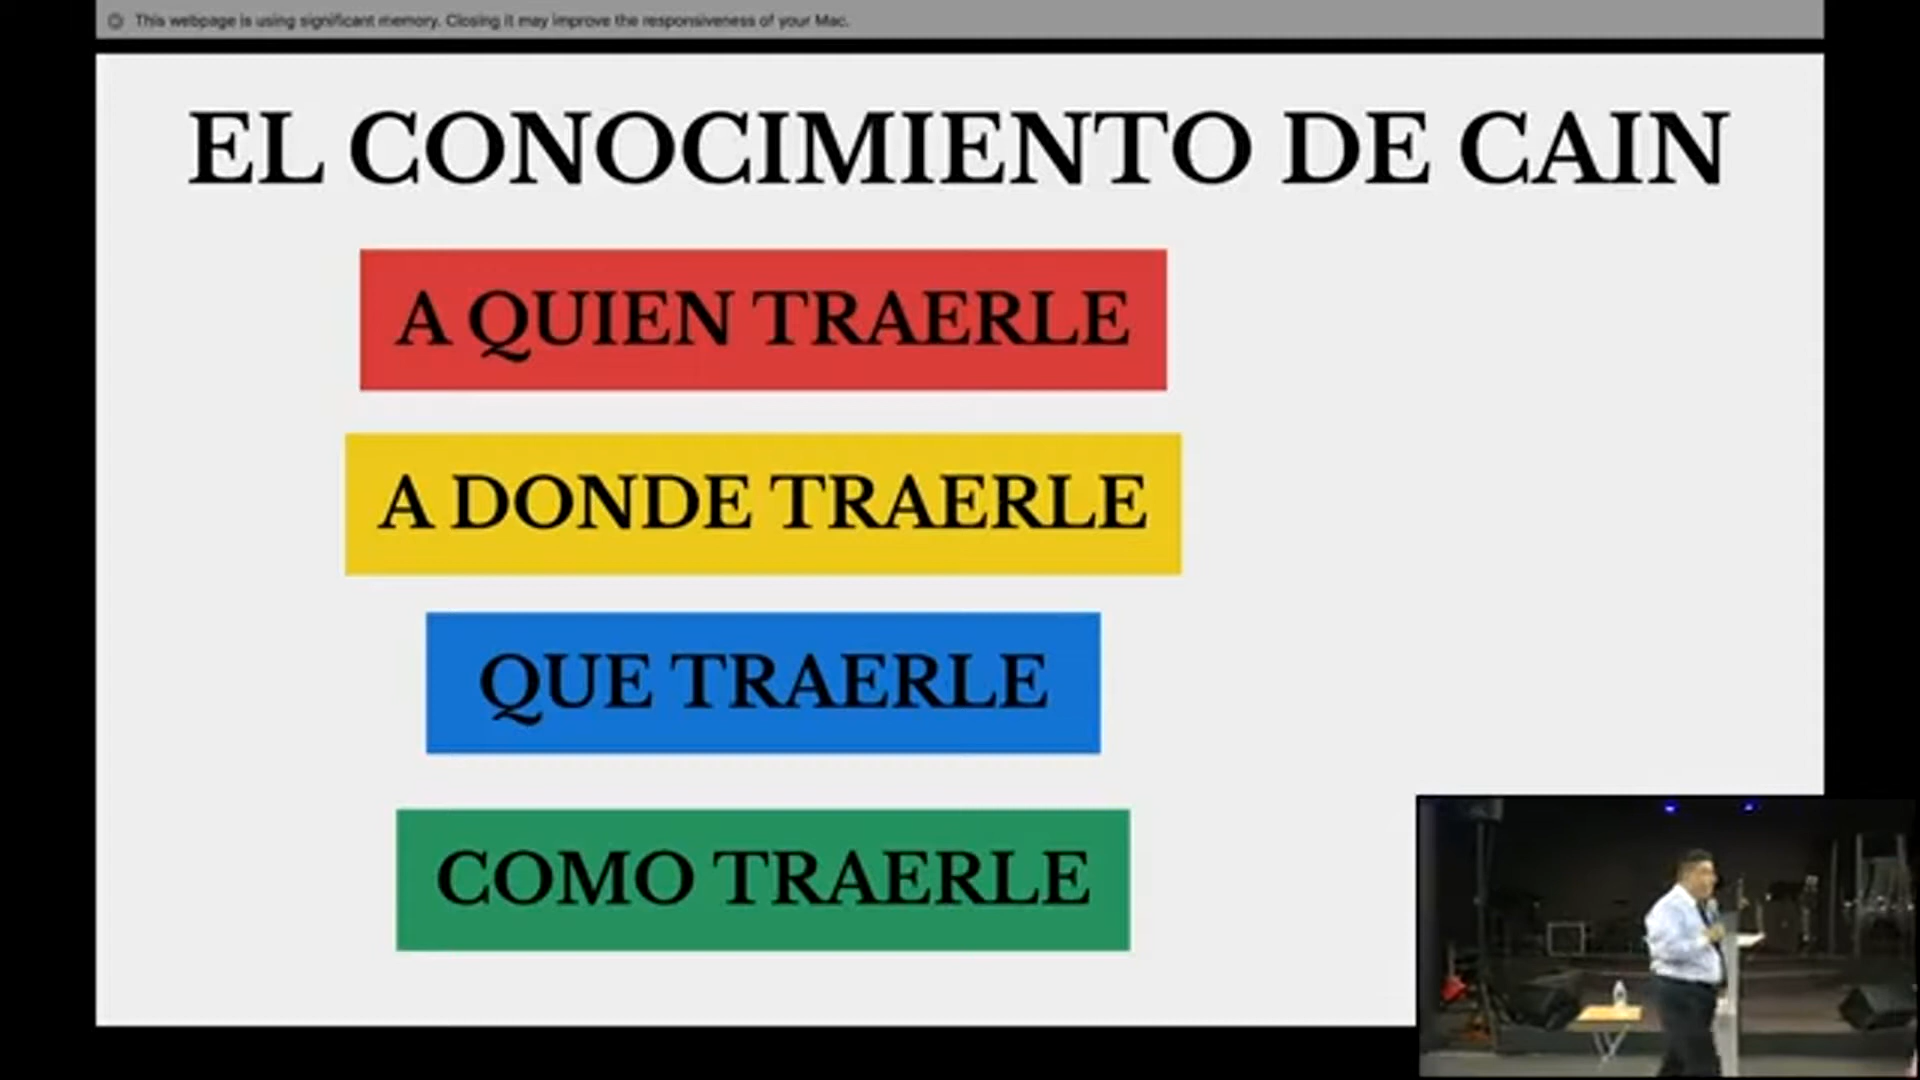 This webpage is using significant memory. Closing it may improve the responsiveness of your Mac.
EL CONOCIMIENTO DE CAIN
A QUIEN TRAERLE
A DONDE TRAERLE
QUE TRAERLE
COMO TRAERLE